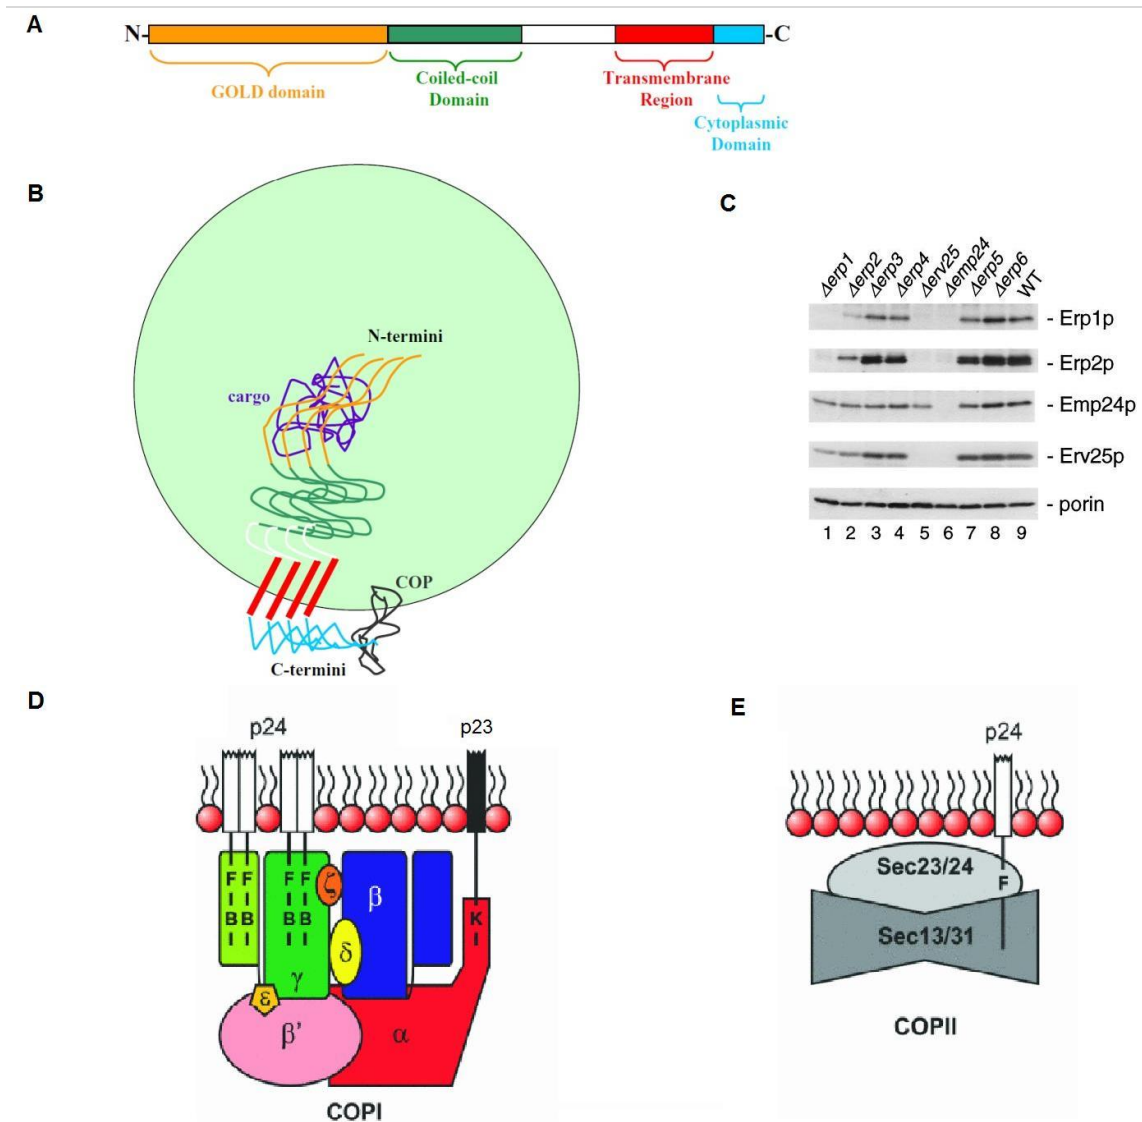 A
N- -C
GOLD domain
Coiled-coil
Domain
Transmembrane
Region
Cytoplasmic
Domain
B
N-termini
cargo
COP
C-termini
C
Δerp1 Δerp2 Δerp3 Δerp4 Δerv25 Δemp24 Δerp5 Δerp6 WT
- Erp1p
- Erp2p
- Emp24p
- Erv25p
- porin
1 2 3 4 5 6 7 8 9
D
p24 p23
F F F F ζ β
B B B B K
δ
γ
ε
β' α
COPI
E
p24
Sec23/24 F
Sec13/31
COPII